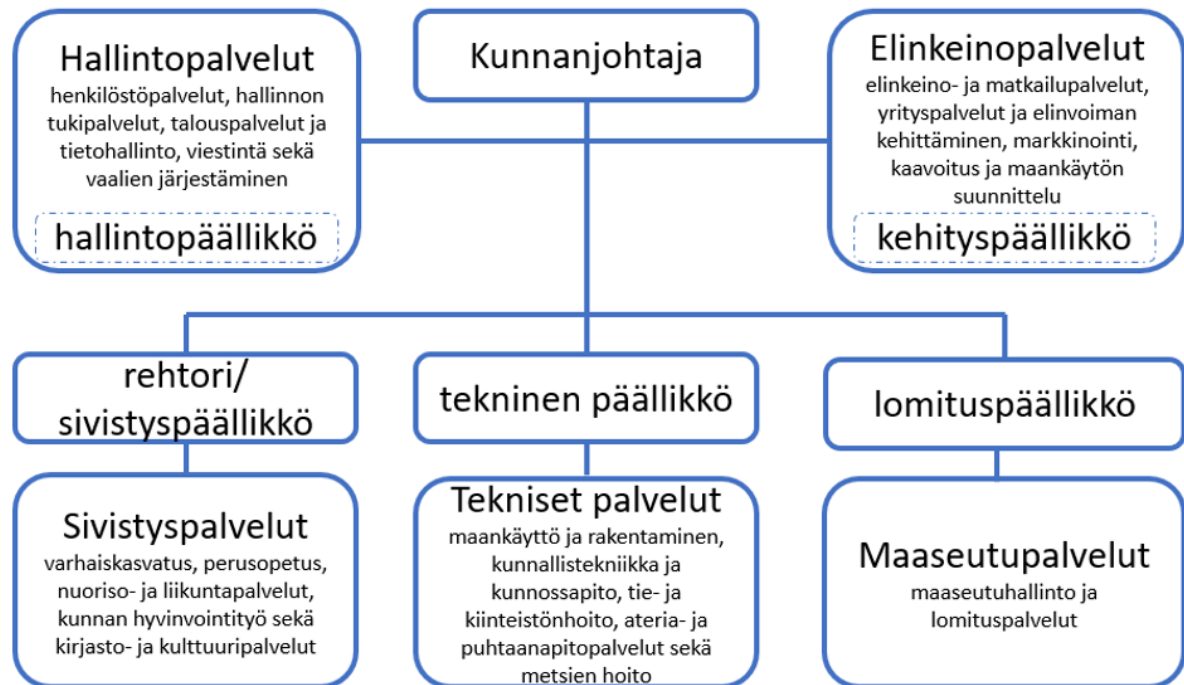 Hallintopalvelut
henkilöstöpalvelut, hallinnon
tukipalvelut, talouspalvelut ja
tietohallinto, viestintä sekä
vaalien järjestäminen
hallintopäällikkö
Kunnanjohtaja
Elinkeinopalvelut
elinkeino- ja matkailupalvelut,
yrityspalvelut ja elinvoiman
kehittäminen, markkinointi,
kaavoitus ja maankäytön
suunnittelu
kehityspäällikkö
rehtori/
sivistyspäällikkö
tekninen päällikkö
lomituspäällikkö
Sivistyspalvelut
varhaiskasvatus, perusopetus,
nuoriso- ja liikuntapalvelut,
kunnan hyvinvointityö sekä
kirjasto- ja kulttuuripalvelut
Tekniset palvelut
maankäyttö ja rakentaminen,
kunnallistekniikka ja
kunnossapito, tie- ja
kiinteistönhoito, ateria- ja
puhtaanapitopalvelut sekä
metsien hoito
Maaseutupalvelut
maaseutuhallinto ja
lomituspalvelut